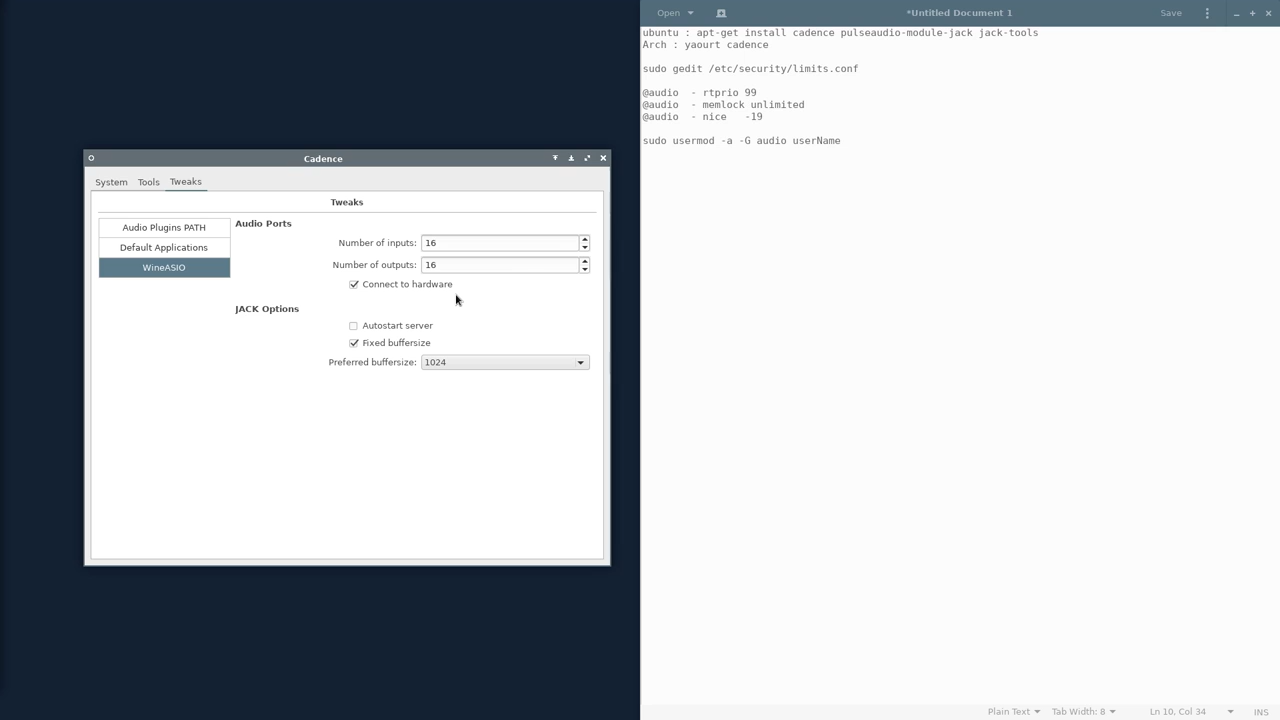 Cadence
System Tools Tweaks
Tweaks
Audio Plugins PATH
Default Applications
WineASIO
Audio Ports
Number of inputs: 16
Number of outputs: 16
Connect to hardware
JACK Options
Autostart server
Fixed buffersize
Preferred buffersize: 1024
Open *Untitled Document 1 Save
ubuntu : apt-get install cadence pulseaudio-module-jack jack-tools
Arch : yaourt cadence
sudo gedit /etc/security/limits.conf
@audio  - rtprio 99
@audio  - memlock unlimited
@audio  - nice   -19
sudo usermod -a -G audio userName
Plain Text Tab Width: 8 Ln 10, Col 34 INS